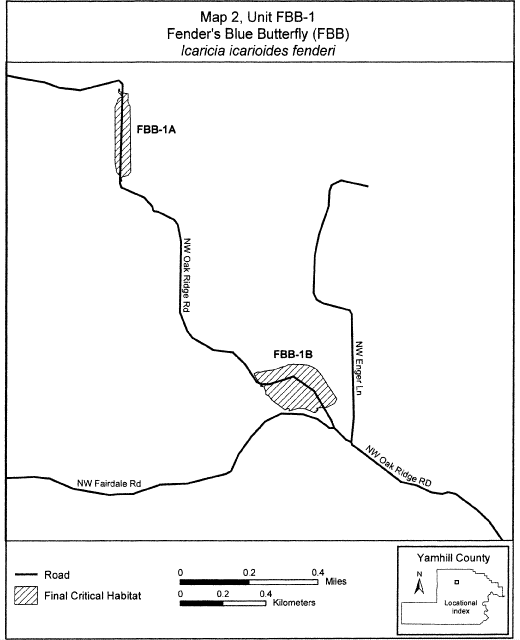 Map 2, Unit FBB-1
Fender's Blue Butterfly (FBB)
Icaricia icarioides fenderi
FBB-1A
NW Oak Ridge Rd
FBB-1B
NW Enger Ln
NW Oak Ridge RD
NW Fairdale Rd
Road
Final Critical Habitat
0 0.2 0.4
Miles
0 0.2 0.4
Kilometers
Yamhill County
N
Locational
index